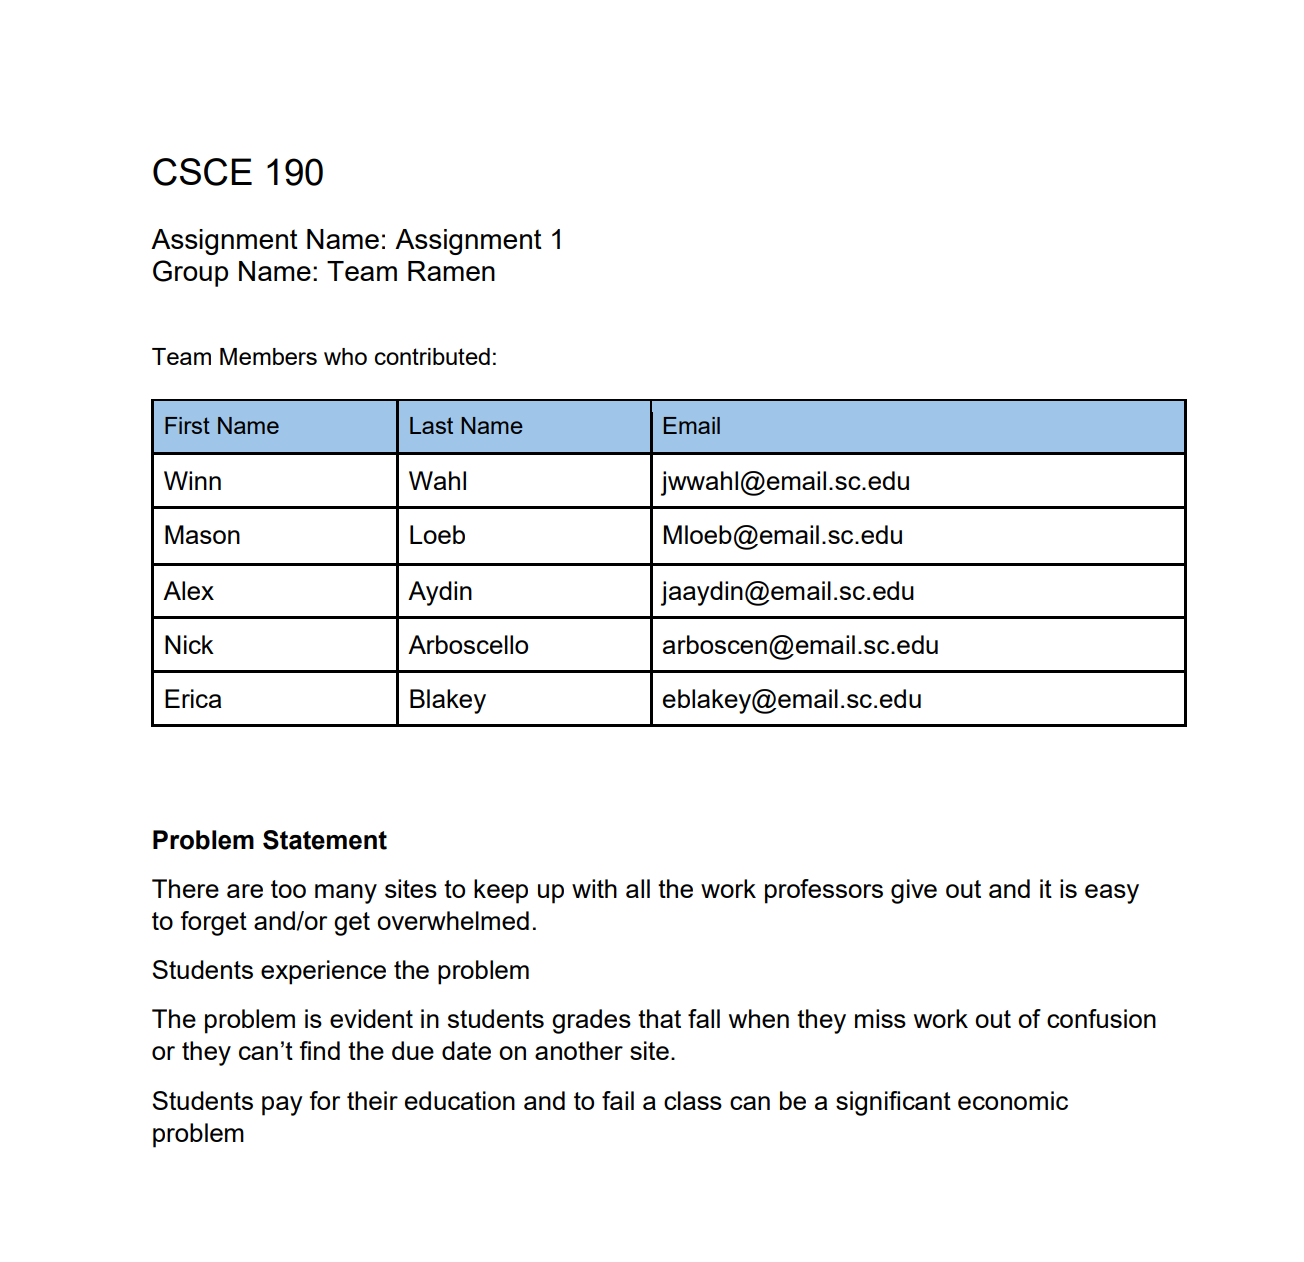 CSCE 190
Assignment Name: Assignment 1
Group Name: Team Ramen
Team Members who contributed:
First Name Last Name Email
Winn Wahl jwwahl@email.sc.edu
Mason Loeb Mloeb@email.sc.edu
Alex Aydin jaaydin@email.sc.edu
Nick Arboscello arboscen@email.sc.edu
Erica Blakey eblakey@email.sc.edu
Problem Statement
There are too many sites to keep up with all the work professors give out and it is easy
to forget and/or get overwhelmed.
Students experience the problem
The problem is evident in students grades that fall when they miss work out of confusion
or they can’t find the due date on another site.
Students pay for their education and to fail a class can be a significant economic
problem